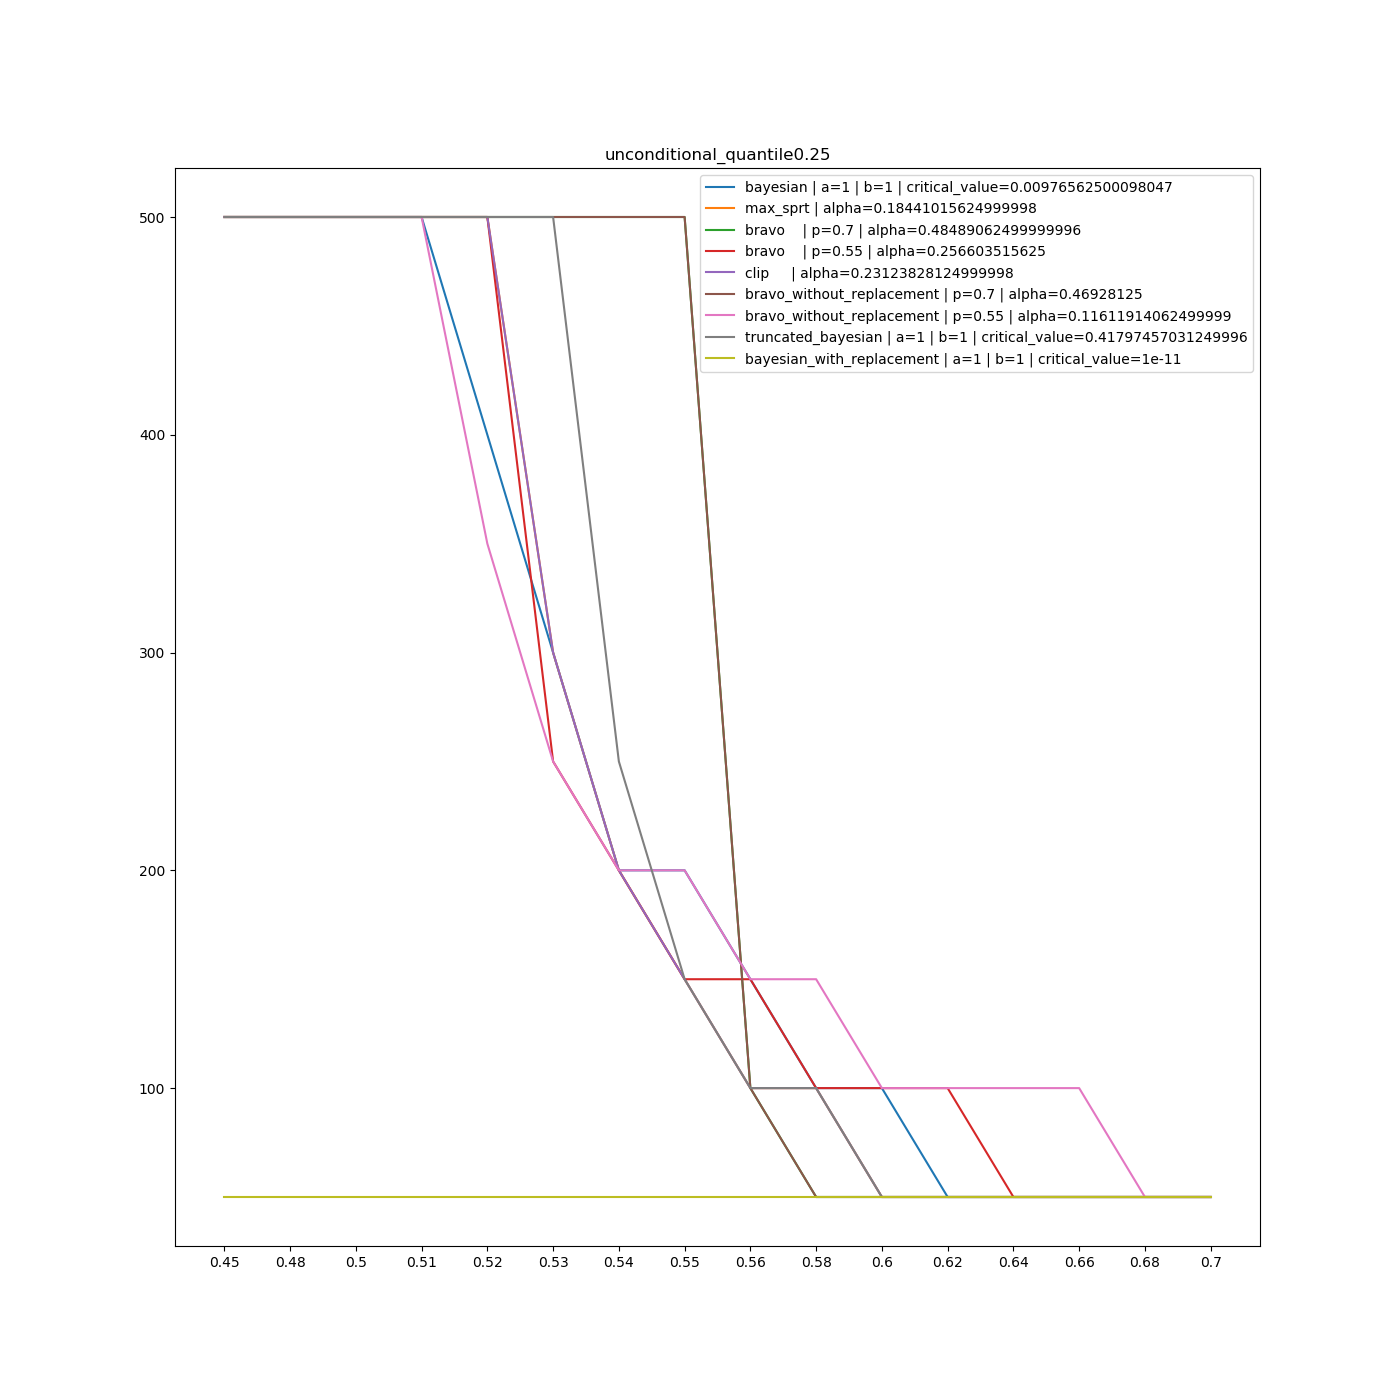 unconditional_quantile0.25
bayesian | a=1 | b=1 | critical_value=0.00976562500098047
max_sprt | alpha=0.18441015624999998
bravo    | p=0.7 | alpha=0.48489062499999996
bravo    | p=0.55 | alpha=0.256603515625
clip     | alpha=0.23123828124999998
bravo_without_replacement | p=0.7 | alpha=0.46928125
bravo_without_replacement | p=0.55 | alpha=0.11611914062499999
truncated_bayesian | a=1 | b=1 | critical_value=0.41797457031249996
bayesian_with_replacement | a=1 | b=1 | critical_value=1e-11
500
400
300
200
100
0.45 0.48 0.5 0.51 0.52 0.53 0.54 0.55 0.56 0.58 0.6 0.62 0.64 0.66 0.68 0.7